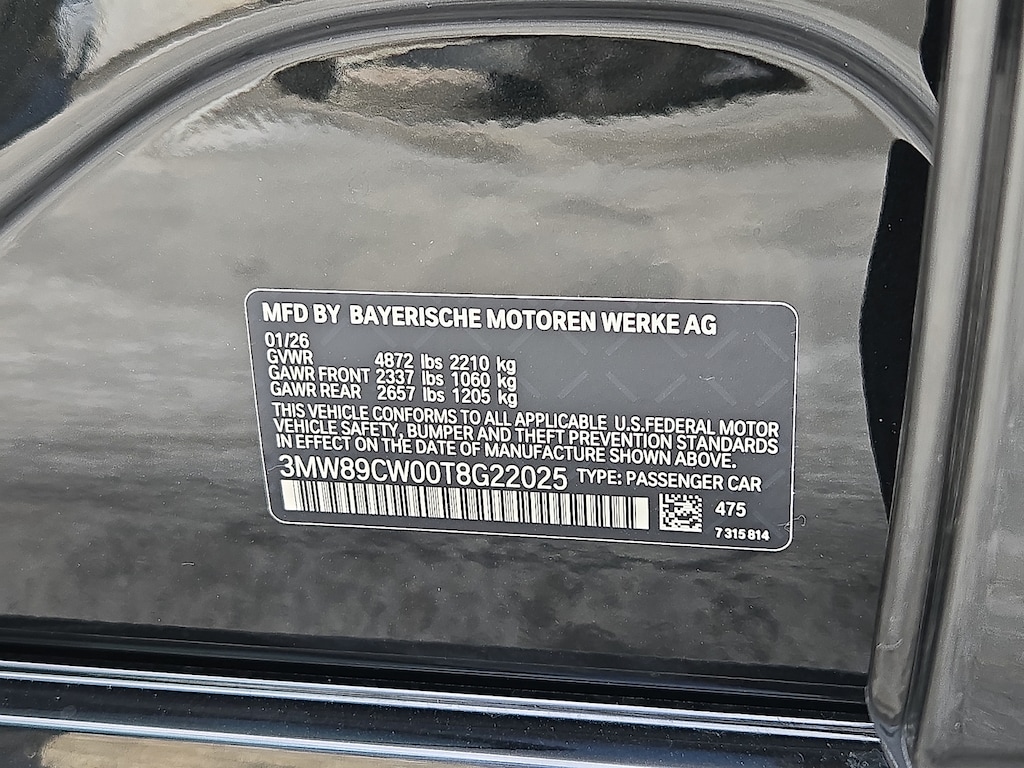 MFD BY BAYERISCHE MOTOREN WERKE AG
01/26
GVWR 4872 lbs 2210 kg
GAWR FRONT 2337 lbs 1060 kg
GAWR REAR 2657 lbs 1205 kg
THIS VEHICLE CONFORMS TO ALL APPLICABLE U.S.FEDERAL MOTOR
VEHICLE SAFETY, BUMPER AND THEFT PREVENTION STANDARDS
IN EFFECT ON THE DATE OF MANUFACTURE SHOWN ABOVE.
3MW89CW00T8G22025 TYPE: PASSENGER CAR
475
7 315 814